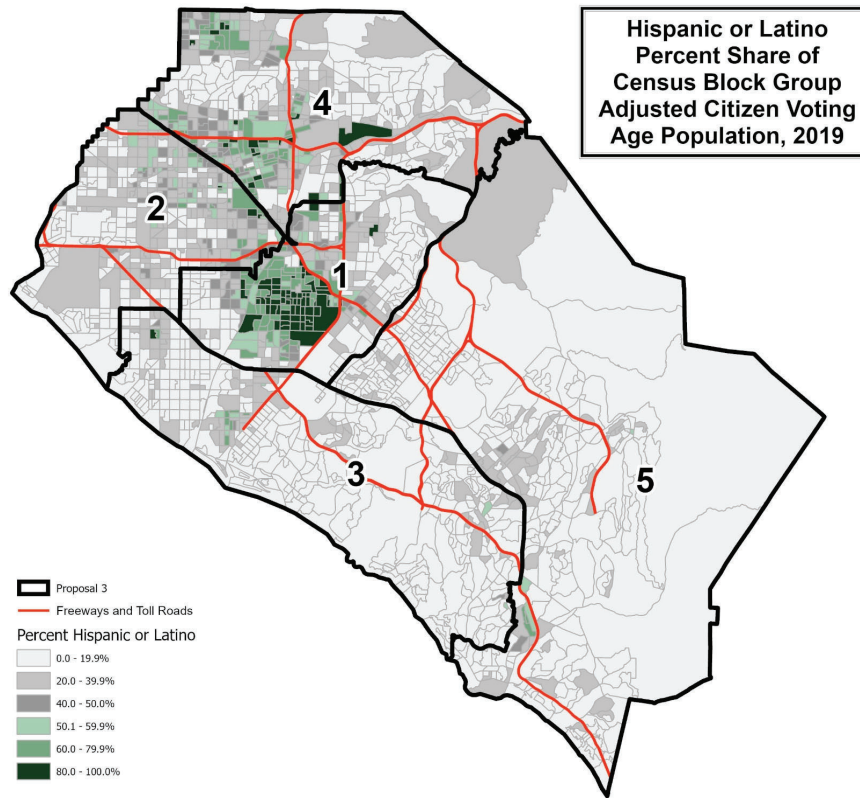 Hispanic or Latino
Percent Share of
Census Block Group
Adjusted Citizen Voting
Age Population, 2019
4
2
1
3
5
Proposal 3
Freeways and Toll Roads
Percent Hispanic or Latino
0.0 - 19.9%
20.0 - 39.9%
40.0 - 50.0%
50.1 - 59.9%
60.0 - 79.9%
80.0 - 100.0%